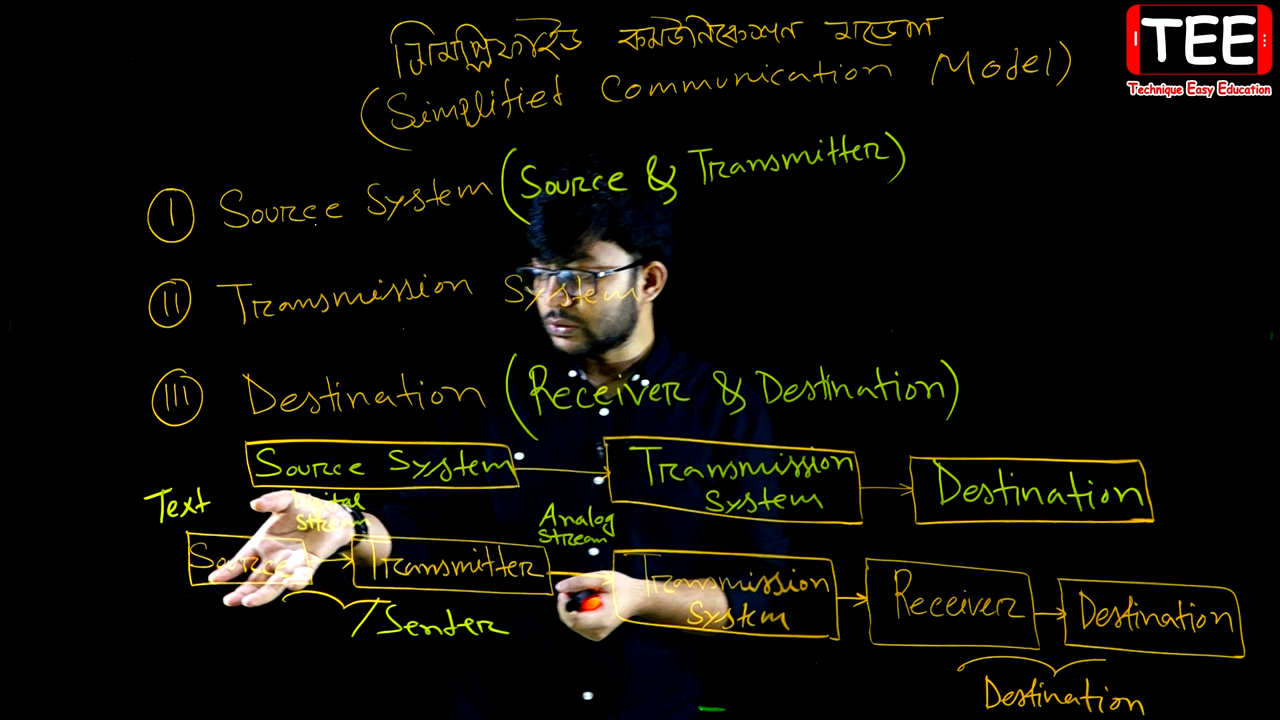 সিমপ্লিফাইড কমউনিকেশন মডেল
(Simplified Communication Model)
TEE
Technique Easy Education
I Source System (Source & Transmitter)
II Transmission System
III Destination (Receiver & Destination)
Source System
Transmission System
Destination
Text
Digital Stream
Analog Stream
Source
Transmitter
Transmission System
Receiver
Destination
Sender
Destination